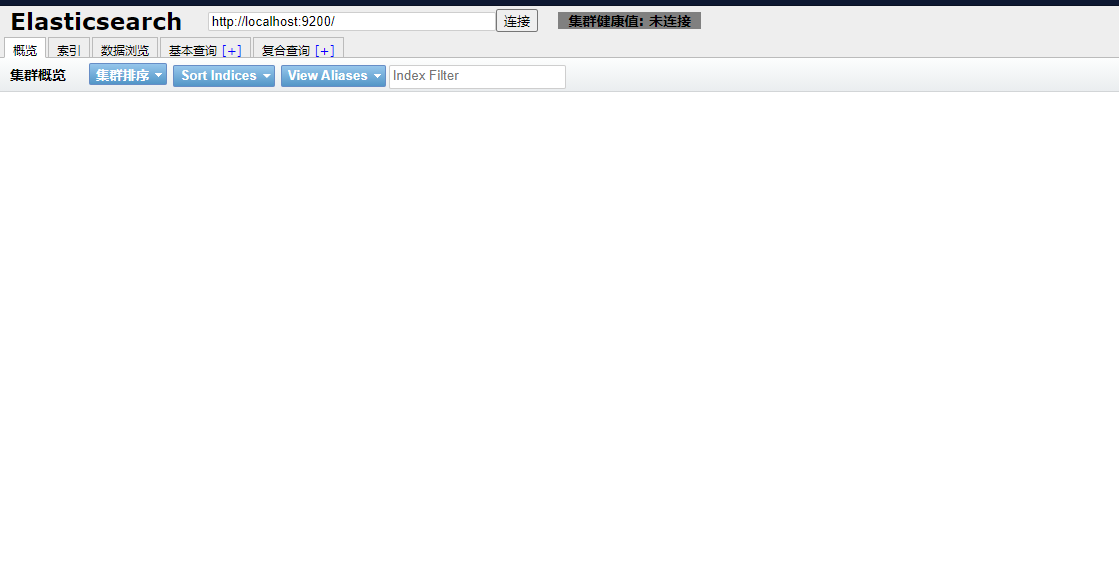 Elasticsearch http://localhost:9200/ 连接 集群健康值: 未连接
概览 索引 数据浏览 基本查询 [+] 复合查询 [+]
集群概览 集群排序 Sort Indices View Aliases Index Filter